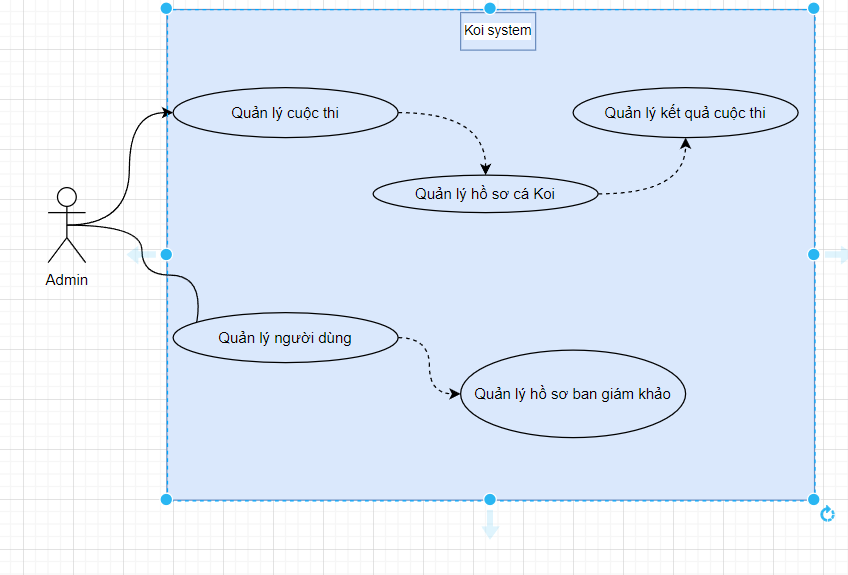 Koi system
Quản lý cuộc thi
Quản lý kết quả cuộc thi
Quản lý hồ sơ cá Koi
Admin
Quản lý người dùng
Quản lý hồ sơ ban giám khảo